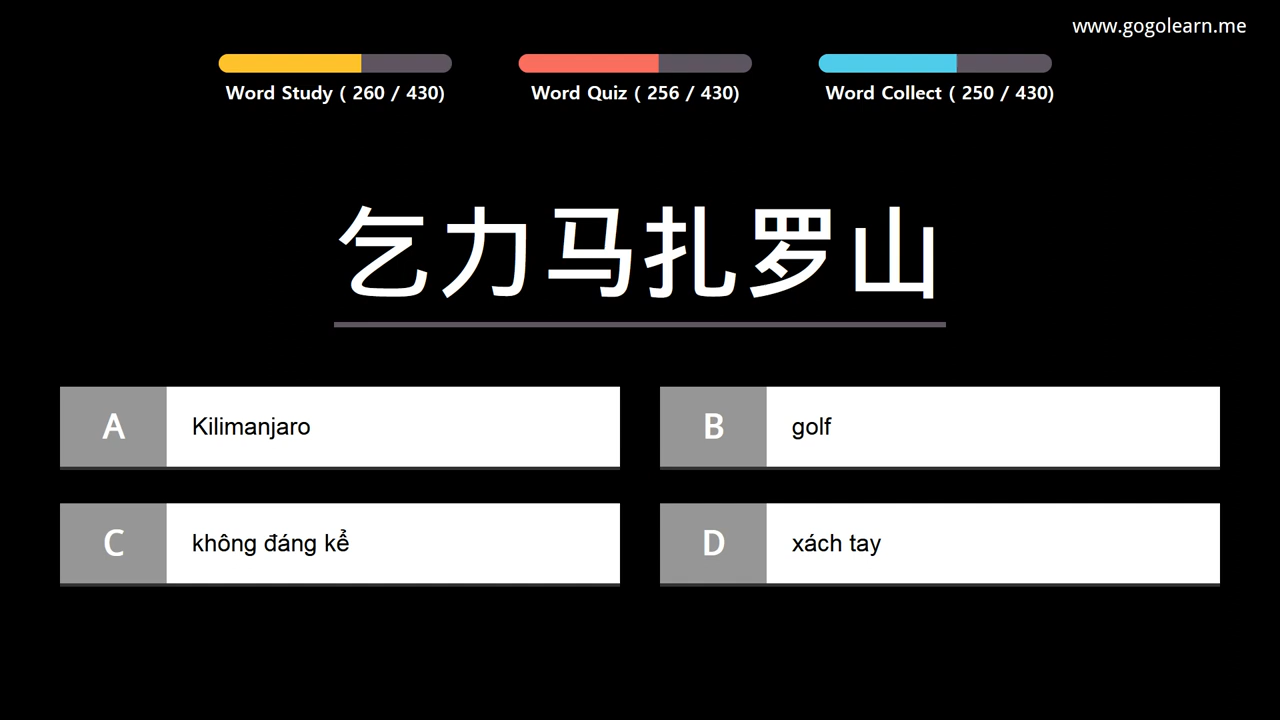 www.gogolearn.me
Word Study ( 260 / 430)
Word Quiz ( 256 / 430)
Word Collect ( 250 / 430)
乞力马扎罗山
A Kilimanjaro
B golf
C không đáng kể
D xách tay